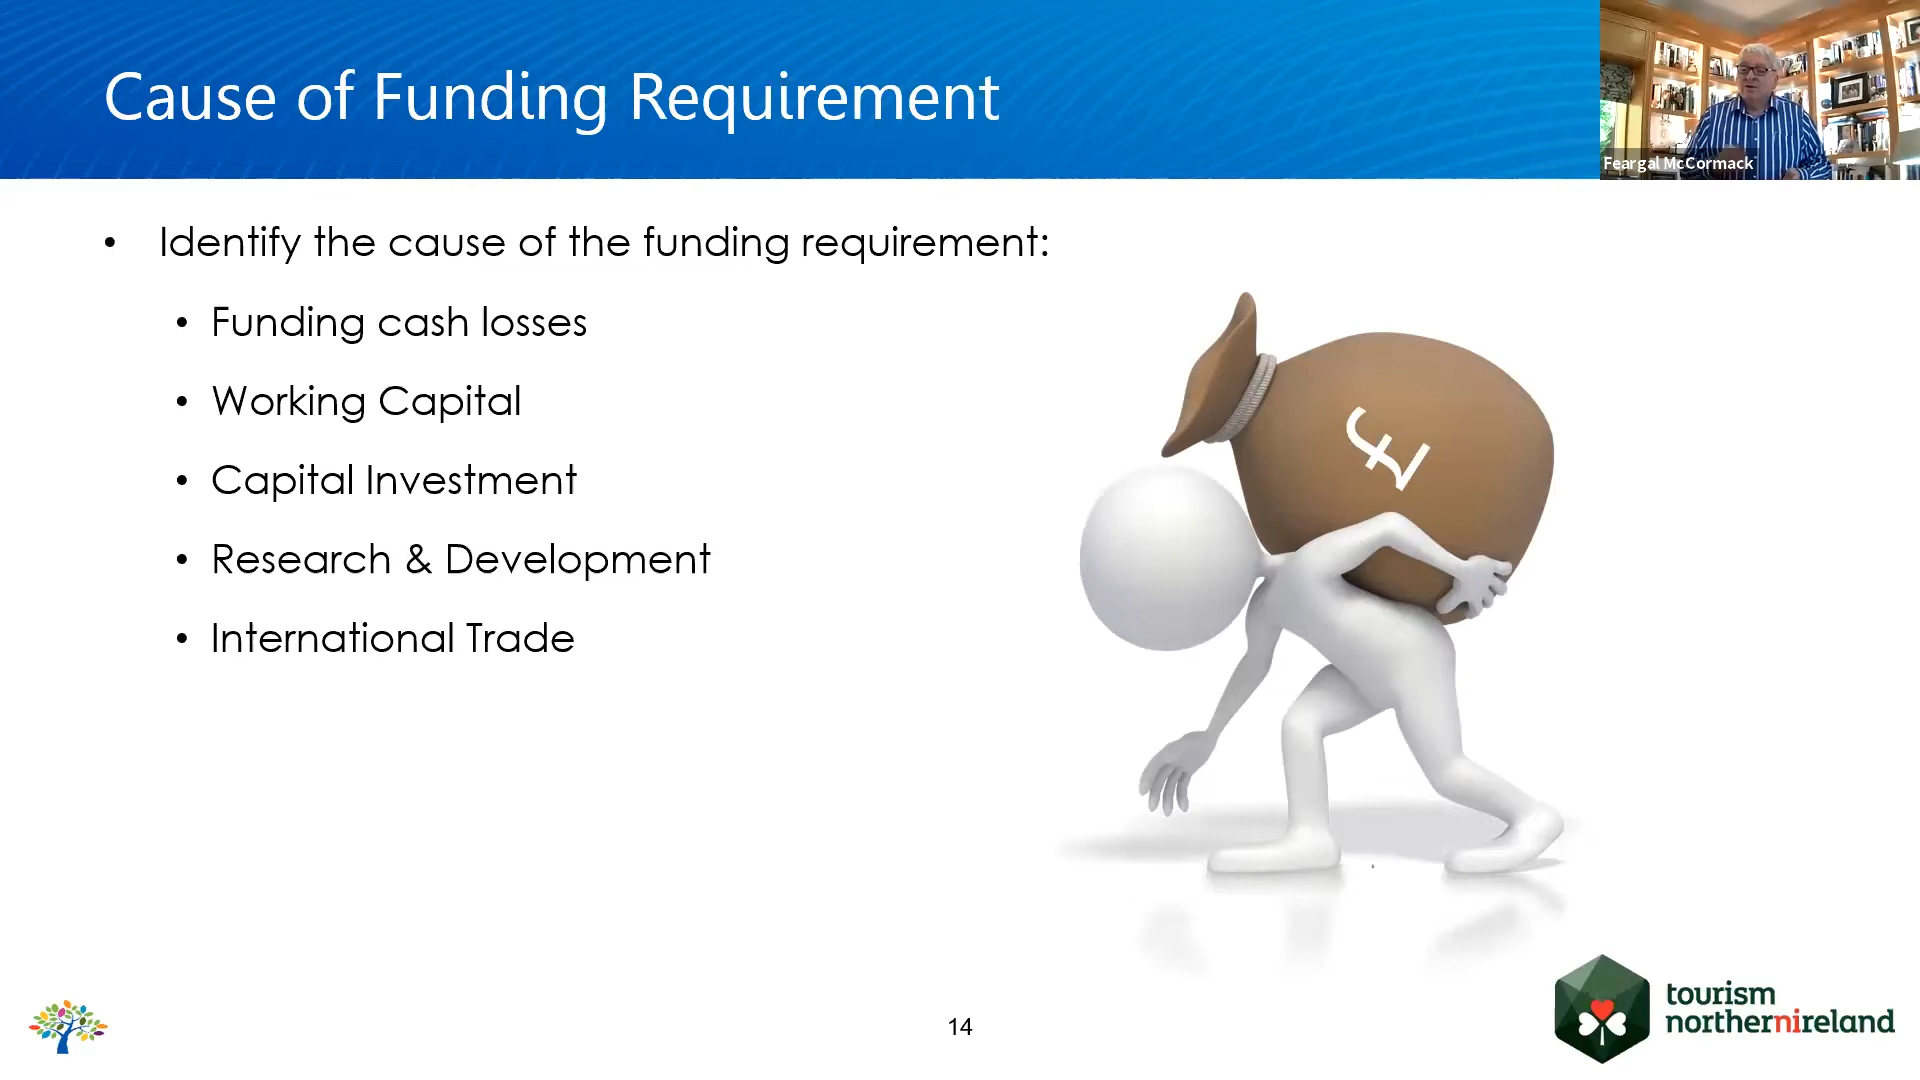 Cause of Funding Requirement
Feargal McCormack
• Identify the cause of the funding requirement:
• Funding cash losses
• Working Capital
• Capital Investment
• Research & Development
• International Trade
£
14
tourism
northernireland